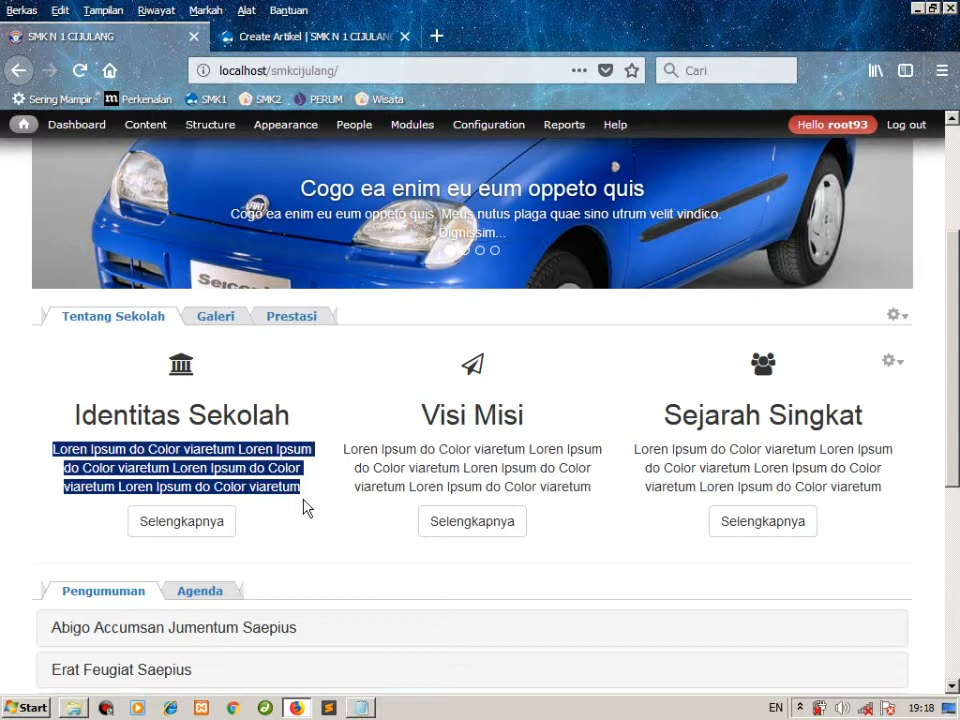 Berkas Edit Tampilan Riwayat Markah Alat Bantuan
SMK N 1 CIJULANG
Create Artikel | SMK N 1 CIJULANG
localhost/smkcijulang/
Cari
Sering Mampir Perkenalan SMK1 SMK2 PERUM Wisata
Dashboard Content Structure Appearance People Modules Configuration Reports Help Hello root93 Log out
Cogo ea enim eu eum oppeto quis
Cogo ea enim eu eum oppeto quis. Meus nutus plaga quae sino utrum velit vindico.
Dignissim...
FIAT
Seicento
Tentang Sekolah Galeri Prestasi
Identitas Sekolah
Loren Ipsum do Color viaretum Loren Ipsum
do Color viaretum Loren Ipsum do Color
viaretum Loren Ipsum do Color viaretum
Selengkapnya
Visi Misi
Loren Ipsum do Color viaretum Loren Ipsum
do Color viaretum Loren Ipsum do Color
viaretum Loren Ipsum do Color viaretum
Selengkapnya
Sejarah Singkat
Loren Ipsum do Color viaretum Loren Ipsum
do Color viaretum Loren Ipsum do Color
viaretum Loren Ipsum do Color viaretum
Selengkapnya
Pengumuman Agenda
Abigo Accumsan Jumentum Saepius
Erat Feugiat Saepius
Start
EN
19:18